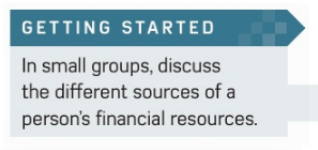 GETTING STARTED
In small groups, discuss
the different sources of a
person's financial resources.